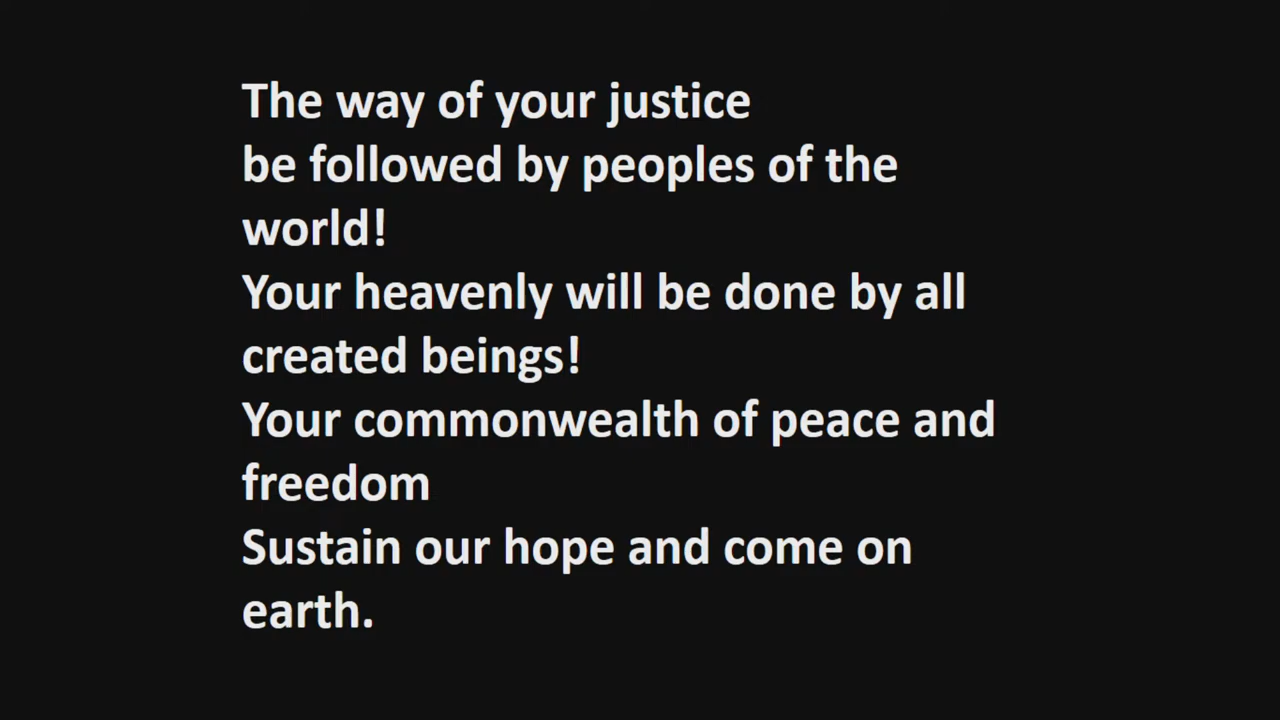 The way of your justice
be followed by peoples of the
world!
Your heavenly will be done by all
created beings!
Your commonwealth of peace and
freedom
Sustain our hope and come on
earth.